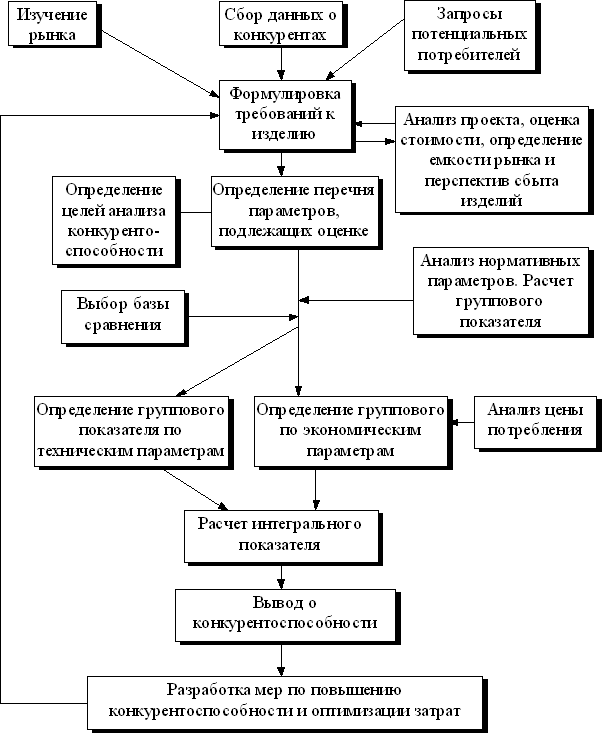 Изучение
рынка
Сбор данных о
конкурентах
Запросы
потенциальных
потребителей
Формулировка
требований к
изделию
Анализ проекта, оценка
стоимости, определение
емкости рынка и
перспектив сбыта
изделий
Определение
целей анализа
конкуренто-
способности
Определение перечня
параметров,
подлежащих оценке
Анализ нормативных
параметров. Расчет
группового
показателя
Выбор базы
сравнения
Определение группового
показателя по
техническим параметрам
Определение группового
по экономическим
параметрам
Анализ цены
потребления
Расчет интегрального
показателя
Вывод о
конкурентоспособности
Разработка мер по повышению
конкурентоспособности и оптимизации затрат